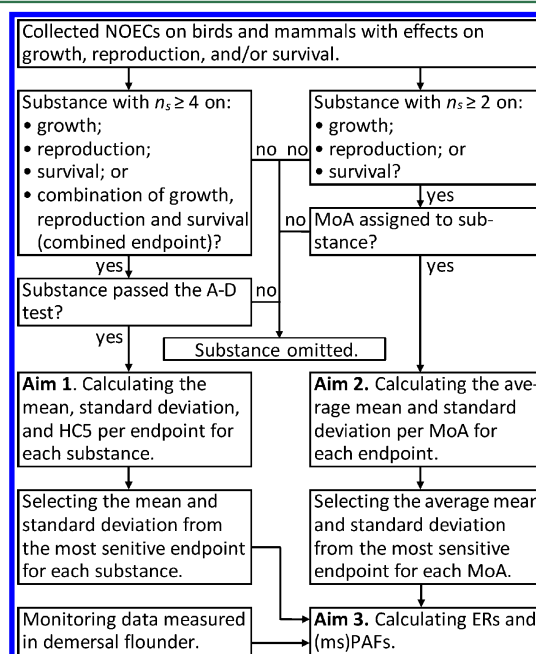 Collected NOECs on birds and mammals with effects on
growth, reproduction, and/or survival.
Substance with ns ≥ 4 on:
• growth;
• reproduction;
• survival; or
• combination of growth,
reproduction and survival
(combined endpoint)?
no no
Substance with ns ≥ 2 on:
• growth;
• reproduction; or
• survival?
yes
no
MoA assigned to sub-
stance?
yes
yes
Substance passed the A-D
test?
no
yes
Substance omitted.
Aim 1. Calculating the
mean, standard deviation,
and HC5 per endpoint for
each substance.
Aim 2. Calculating the ave-
rage mean and standard
deviation per MoA for
each endpoint.
Selecting the mean and
standard deviation from
the most senitive endpoint
for each substance.
Selecting the average mean
and standard deviation
from the most sensitive
endpoint for each MoA.
Monitoring data measured
in demersal flounder.
Aim 3. Calculating ERs and
(ms)PAFs.